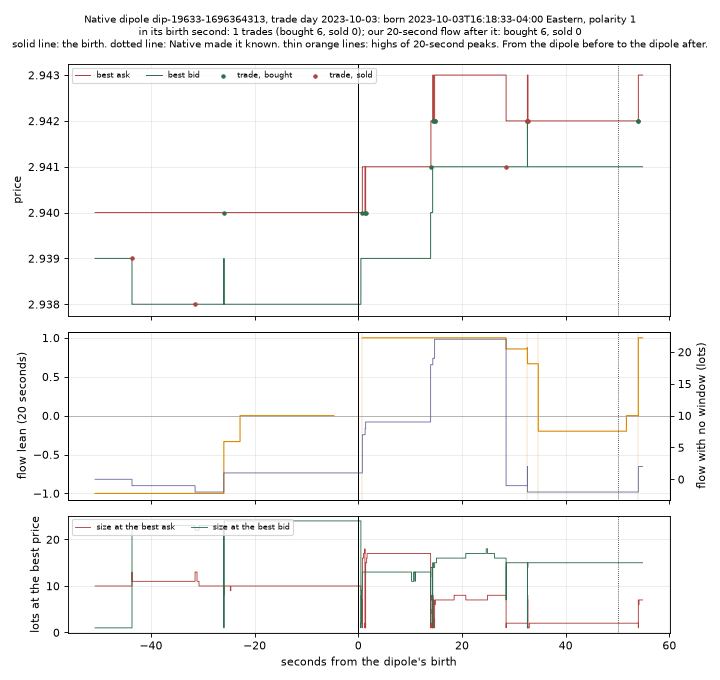 Native dipole dip-19633-1696364313, trade day 2023-10-03: born 2023-10-03T16:18:33-04:00 Eastern, polarity 1
in its birth second: 1 trades (bought 6, sold 0); our 20-second flow after it: bought 6, sold 0
solid line: the birth. dotted line: Native made it known. thin orange lines: highs of 20-second peaks. From the dipole before to the dipole after.
best ask best bid trade, bought trade, sold
2.943
2.942
2.941
2.940
2.939
2.938
price
1.0
0.5
0.0
−0.5
−1.0
flow lean (20 seconds)
20
15
10
5
0
flow with no window (lots)
size at the best ask size at the best bid
20
10
0
lots at the best price
−40 −20 0 20 40 60
seconds from the dipole's birth